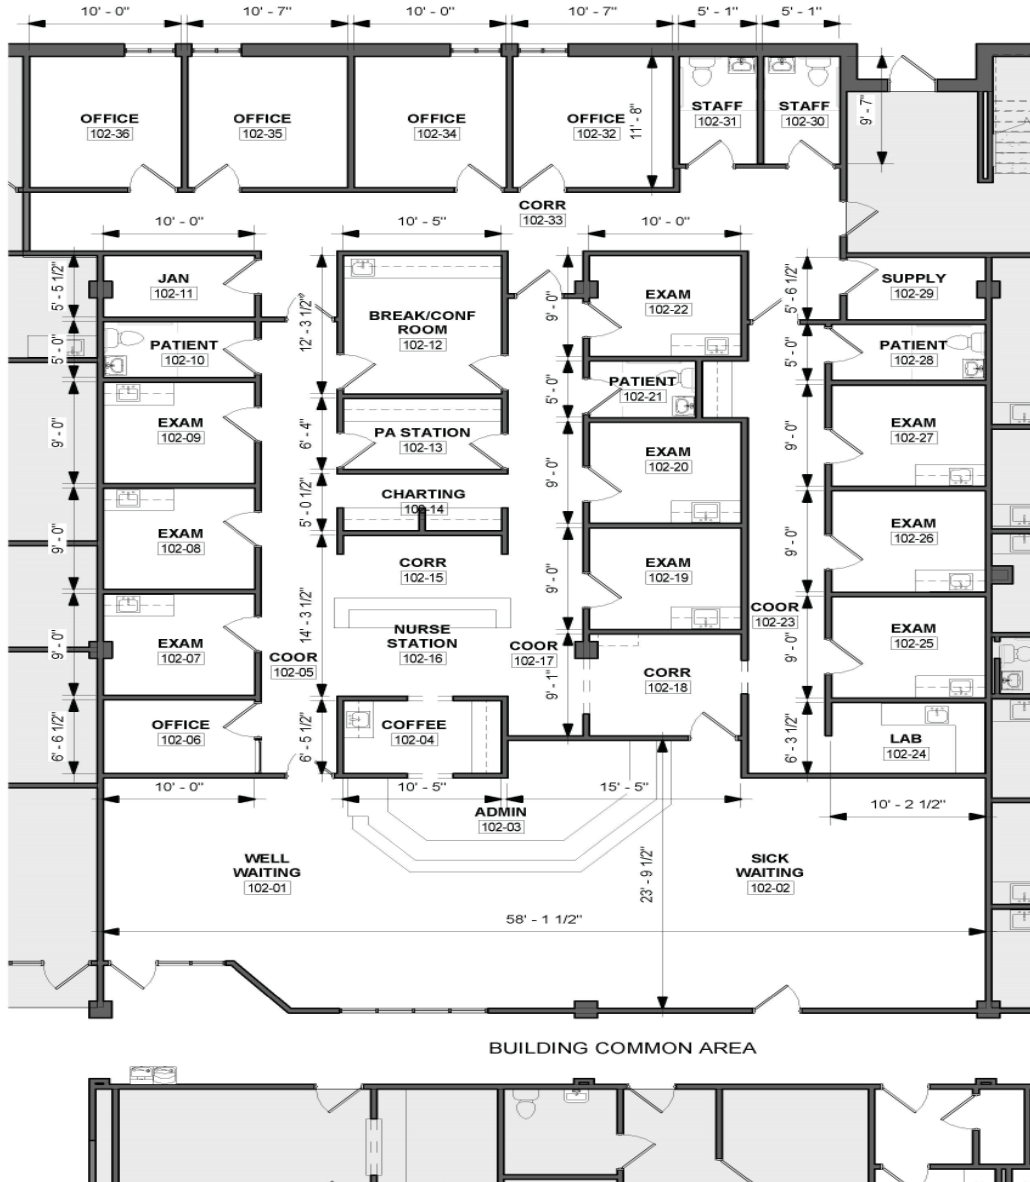 10' - 0"
10' - 7"
10' - 0"
10' - 7"
5' - 1"
5' - 1"
OFFICE
102-36
OFFICE
102-35
OFFICE
102-34
OFFICE
102-32
11' - 8"
STAFF
102-31
STAFF
102-30
9' - 7"
CORR
102-33
10' - 0"
10' - 5"
10' - 0"
5' - 5 1/2"
JAN
102-11
12' - 3 1/2"
BREAK/CONF
ROOM
102-12
9' - 0"
EXAM
102-22
5' - 6 1/2"
SUPPLY
102-29
5' - 0"
PATIENT
102-10
5' - 0"
PATIENT
102-21
5' - 0"
PATIENT
102-28
9' - 0"
EXAM
102-09
6' - 4"
PA STATION
102-13
9' - 0"
EXAM
102-20
9' - 0"
EXAM
102-27
5' - 0 1/2"
CHARTING
102-14
9' - 0"
EXAM
102-08
CORR
102-15
9' - 0"
EXAM
102-19
9' - 0"
EXAM
102-26
14' - 3 1/2"
NURSE
STATION
102-16
COOR
102-23
9' - 0"
EXAM
102-07
COOR
102-05
COOR
102-17
9' - 1"
CORR
102-18
9' - 0"
EXAM
102-25
6' - 6 1/2"
OFFICE
102-06
6' - 5 1/2"
COFFEE
102-04
6' - 3 1/2"
LAB
102-24
10' - 0"
10' - 5"
15' - 5"
10' - 2 1/2"
ADMIN
102-03
WELL
WAITING
102-01
23' - 9 1/2"
SICK
WAITING
102-02
58' - 1 1/2"
BUILDING COMMON AREA